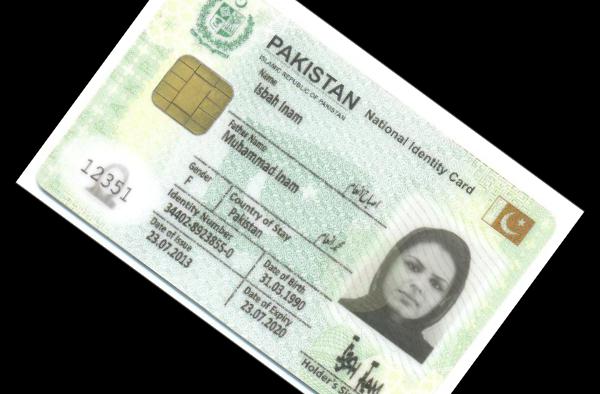 PAKISTAN National Identity Card
ISLAMIC REPUBLIC OF PAKISTAN
Name
Isbah Inam
Father Name
Muhammad Inam
Gender
F
Country of Stay
Pakistan
Identity Number
34402-8923855-0
Date of Birth
31.03.1990
Date of Issue
23.07.2013
Date of Expiry
23.07.2020
12351
Holder's